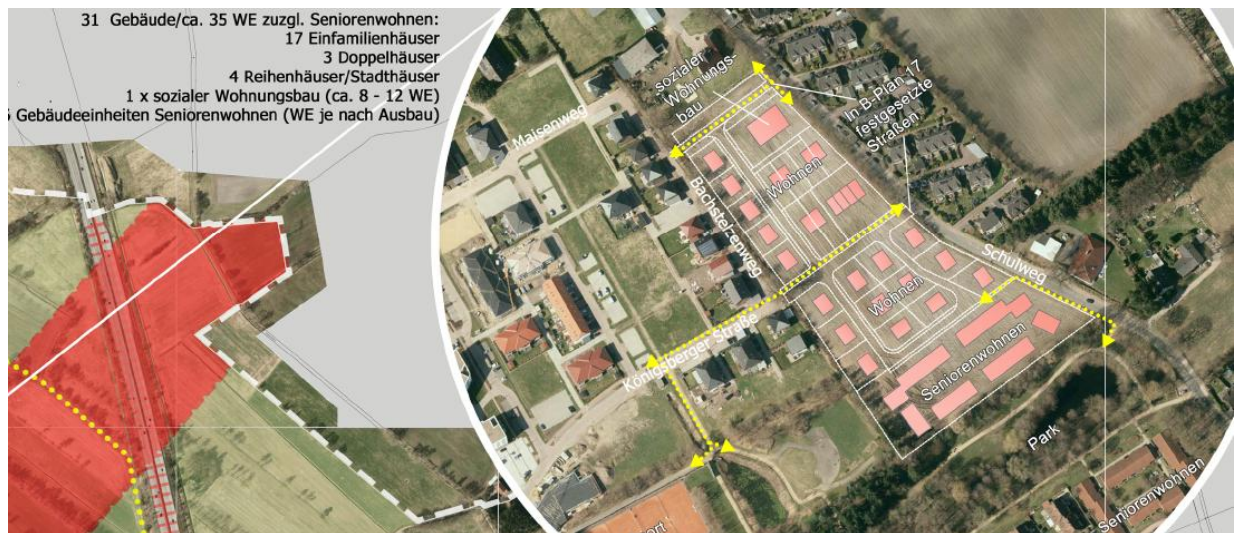 31 Gebäude/ca. 35 WE zuzgl. Seniorenwohnen:
17 Einfamilienhäuser
3 Doppelhäuser
4 Reihenhäuser/Stadthäuser
1 x sozialer Wohnungsbau (ca. 8 - 12 WE)
Gebäudeeinheiten Seniorenwohnen (WE je nach Ausbau)
sozialer
Wohnungs-
bau
In B-Plan 17
festgesetzte
Straßen
Maisenweg
Wohnen
Bachstelzenweg
Schulweg
Wohnen
Königsberger Straße
Seniorenwohnen
Park
Seniorenwohnen
ort